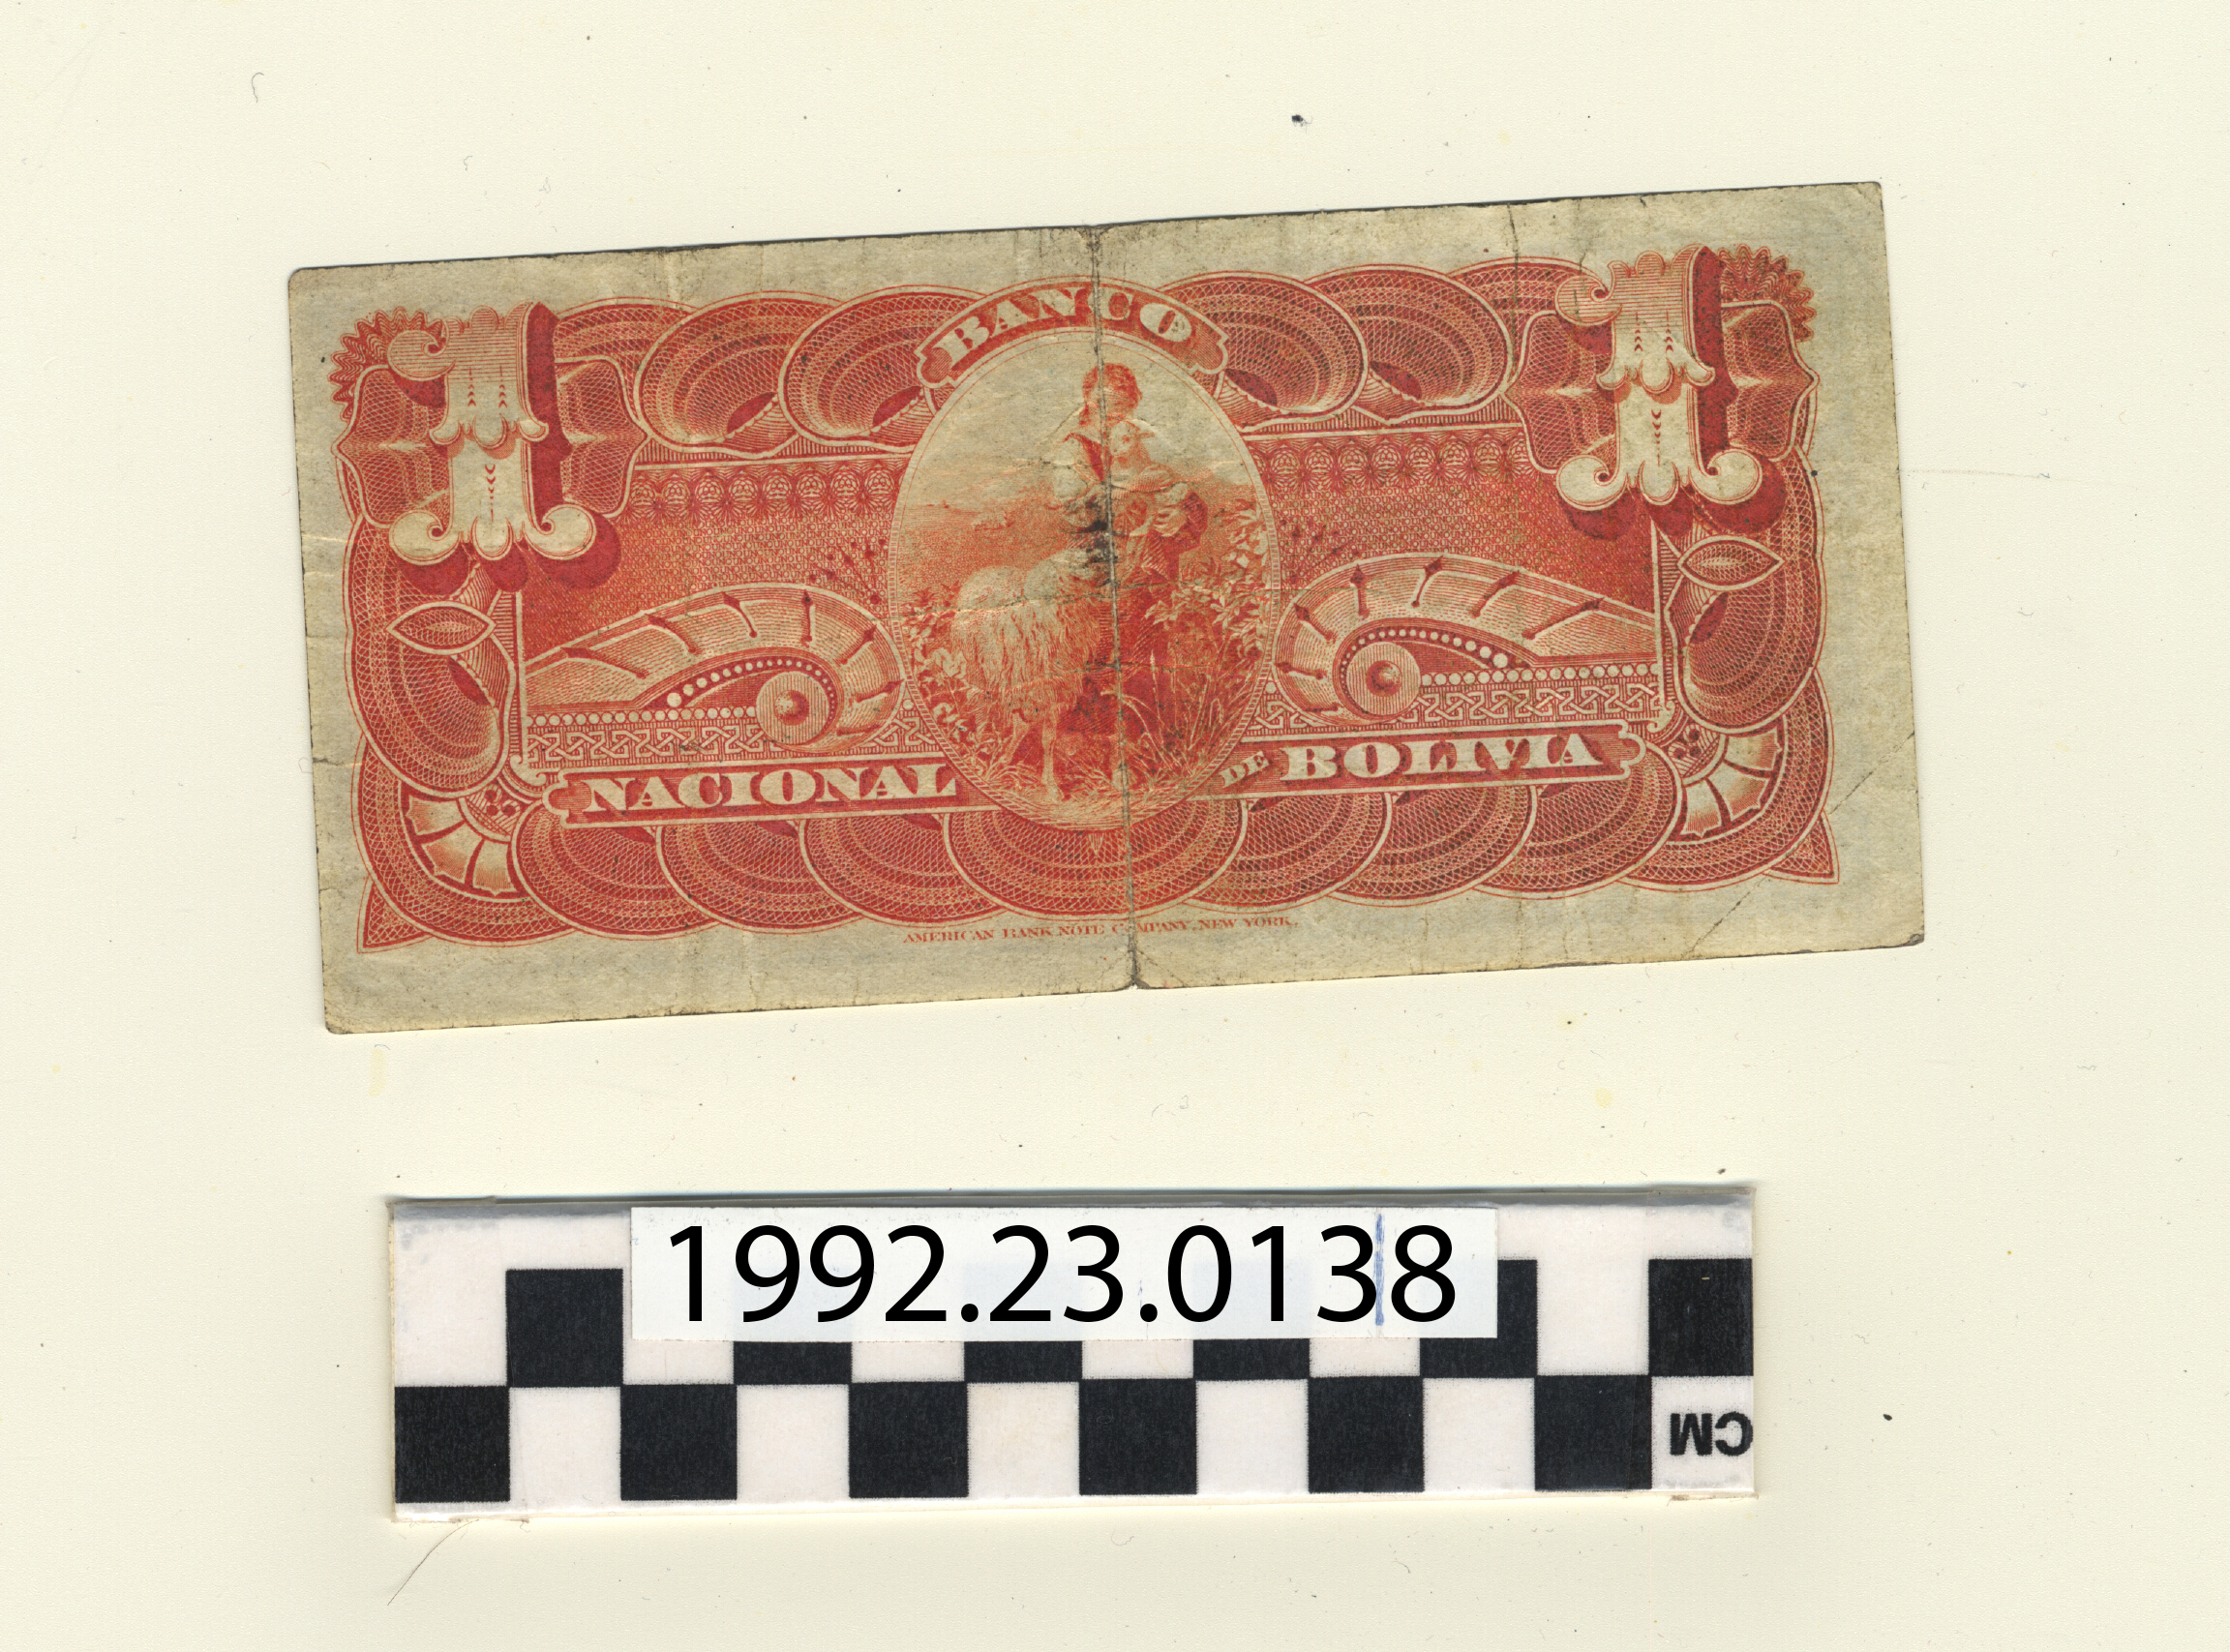 1 1
BANCO
NACIONAL DE BOLIVIA
AMERICAN BANK NOTE COMPANY, NEW YORK.
1992.23.0138
CM